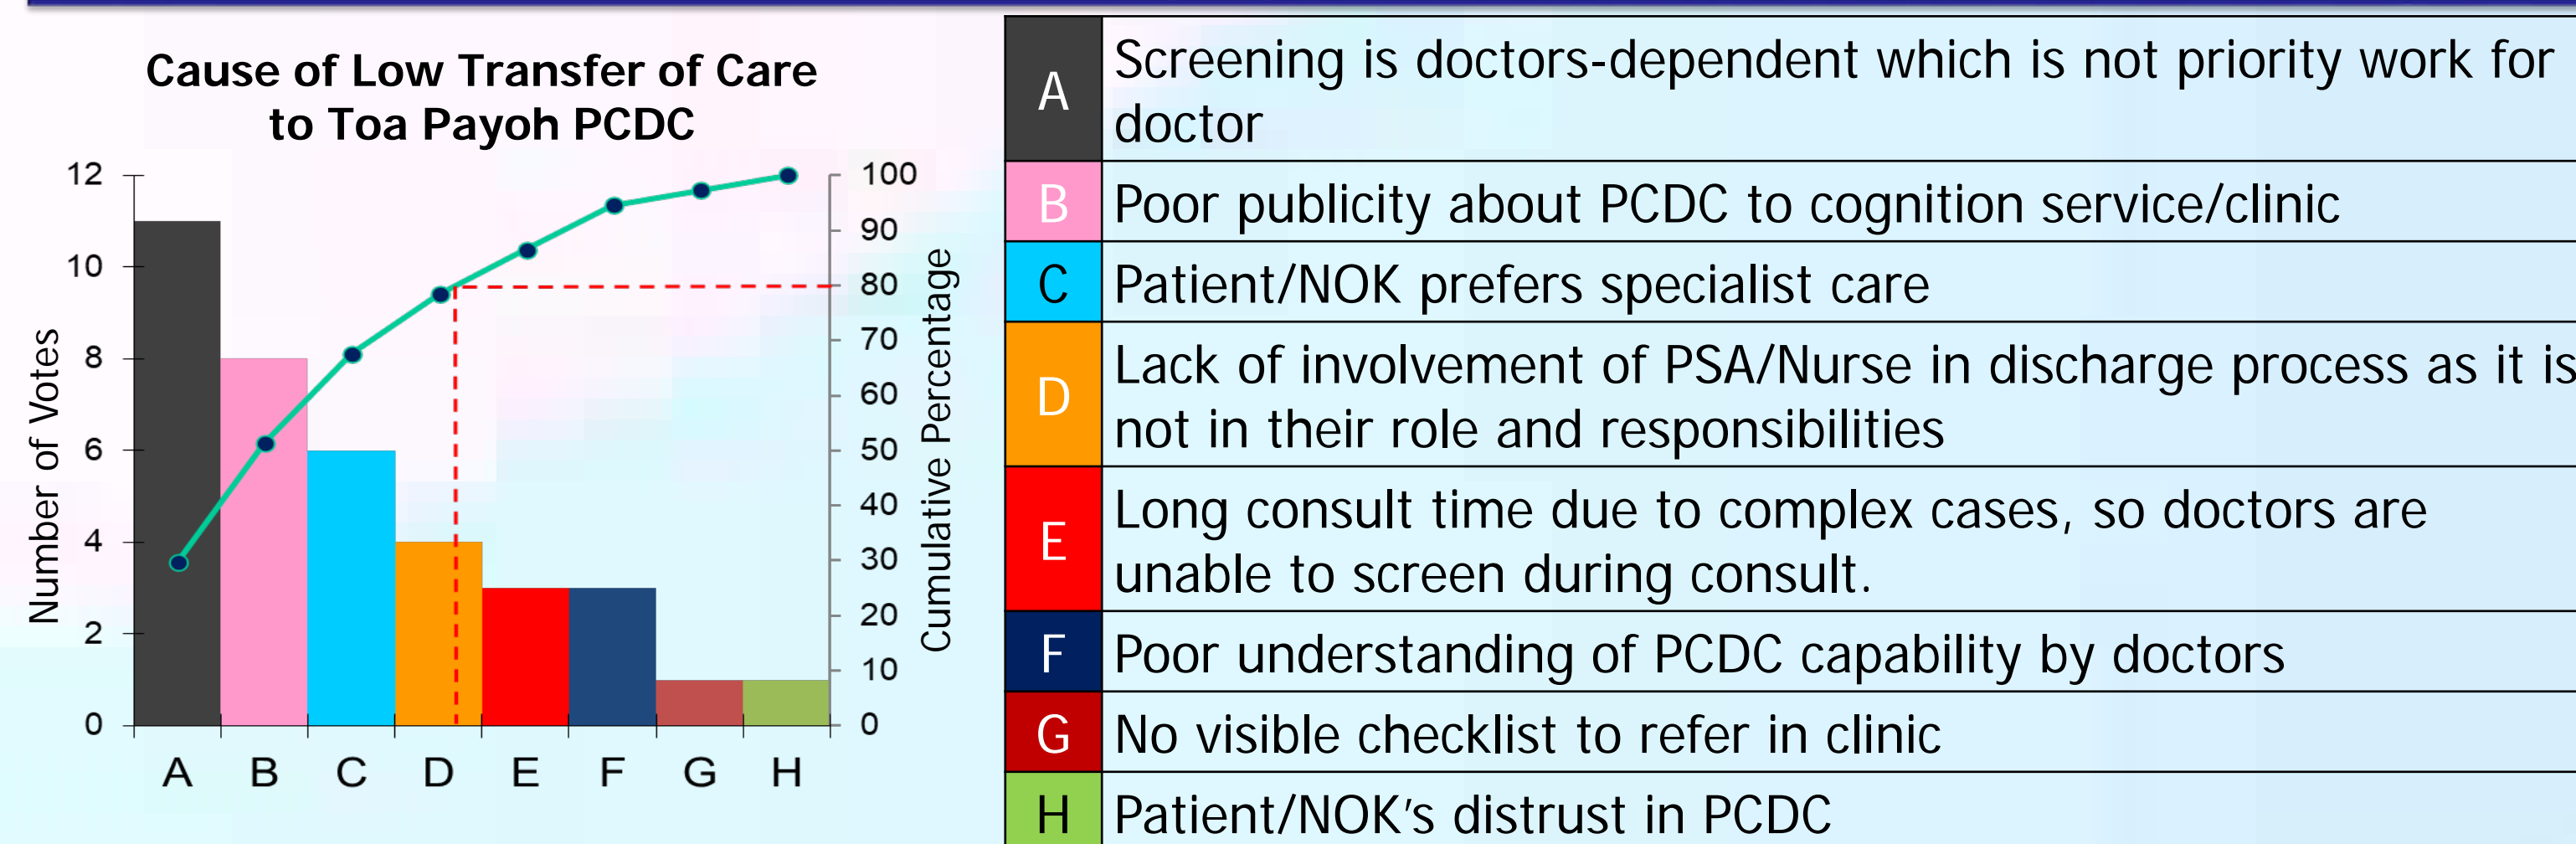 Cause of Low Transfer of Care
to Toa Payoh PCDC
12
10
8
6
4
2
0
Number of Votes
100
90
80
70
60
50
40
30
20
10
0
Cumulative Percentage
A B C D E F G H
A
Screening is doctors-dependent which is not priority work for
doctor
B Poor publicity about PCDC to cognition service/clinic
C Patient/NOK prefers specialist care
D
Lack of involvement of PSA/Nurse in discharge process as it is
not in their role and responsibilities
E
Long consult time due to complex cases, so doctors are
unable to screen during consult.
F Poor understanding of PCDC capability by doctors
G No visible checklist to refer in clinic
H Patient/NOK’s distrust in PCDC